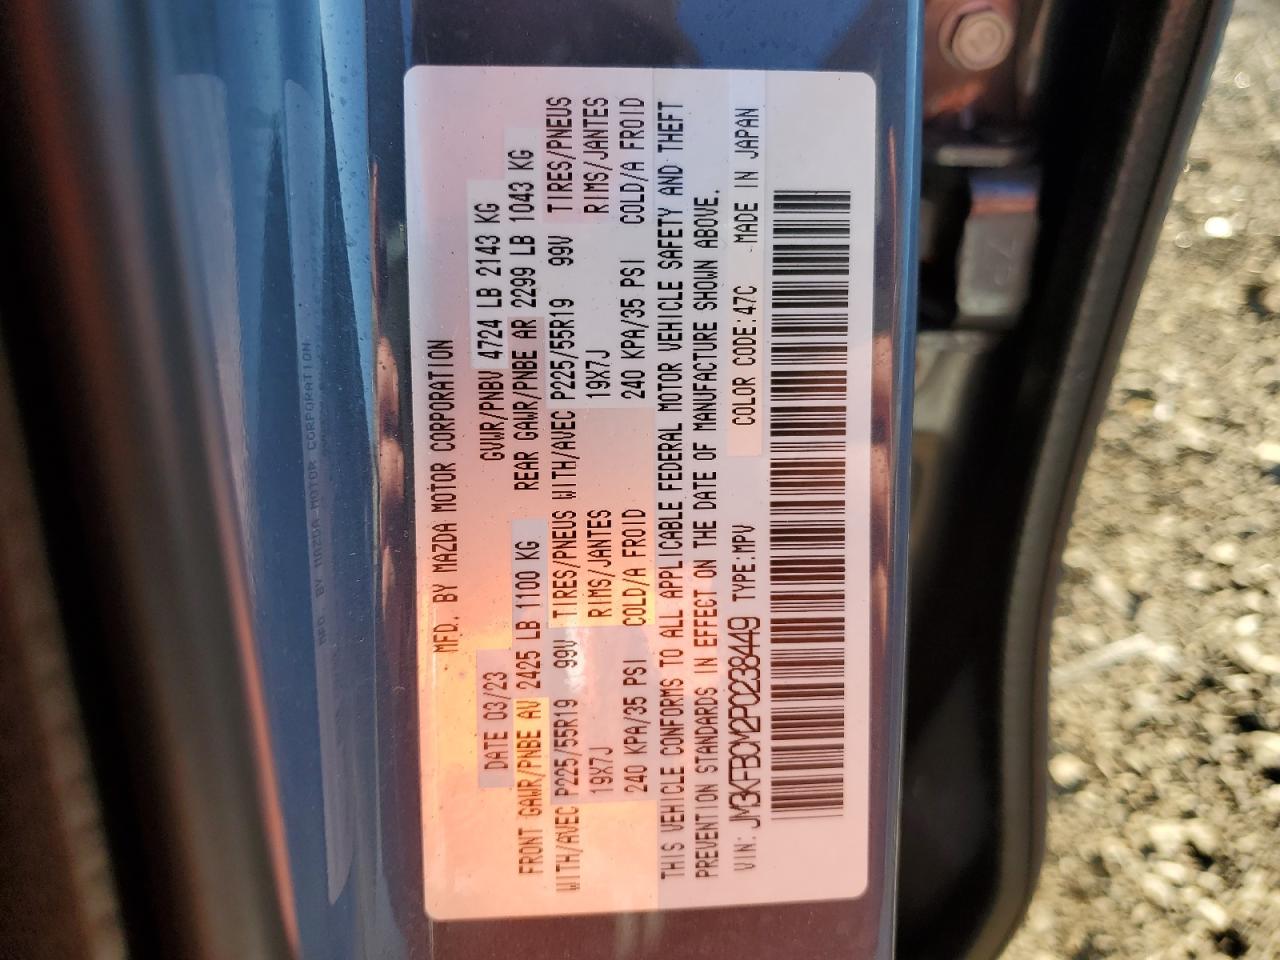 MFD. BY MAZDA MOTOR CORPORATION
DATE 03/23 GVWR/PNBV 4724 LB 2143 KG
FRONT GAWR/PNBE AV 2425 LB 1100 KG REAR GAWR/PNBE AR 2299 LB 1043 KG
WITH/AVEC P225/55R19 99V TIRES/PNEUS WITH/AVEC P225/55R19 99V TIRES/PNEUS
19X7J RIMS/JANTES 19X7J RIMS/JANTES
240 KPA/35 PSI COLD/A FROID 240 KPA/35 PSI COLD/A FROID
THIS VEHICLE CONFORMS TO ALL APPLICABLE FEDERAL MOTOR VEHICLE SAFETY AND THEFT
PREVENTION STANDARDS IN EFFECT ON THE DATE OF MANUFACTURE SHOWN ABOVE.
VIN: JM3KFBCM2P0238449 TYPE:MPV COLOR CODE:47C MADE IN JAPAN
MFD. BY MAZDA MOTOR CORPORATION